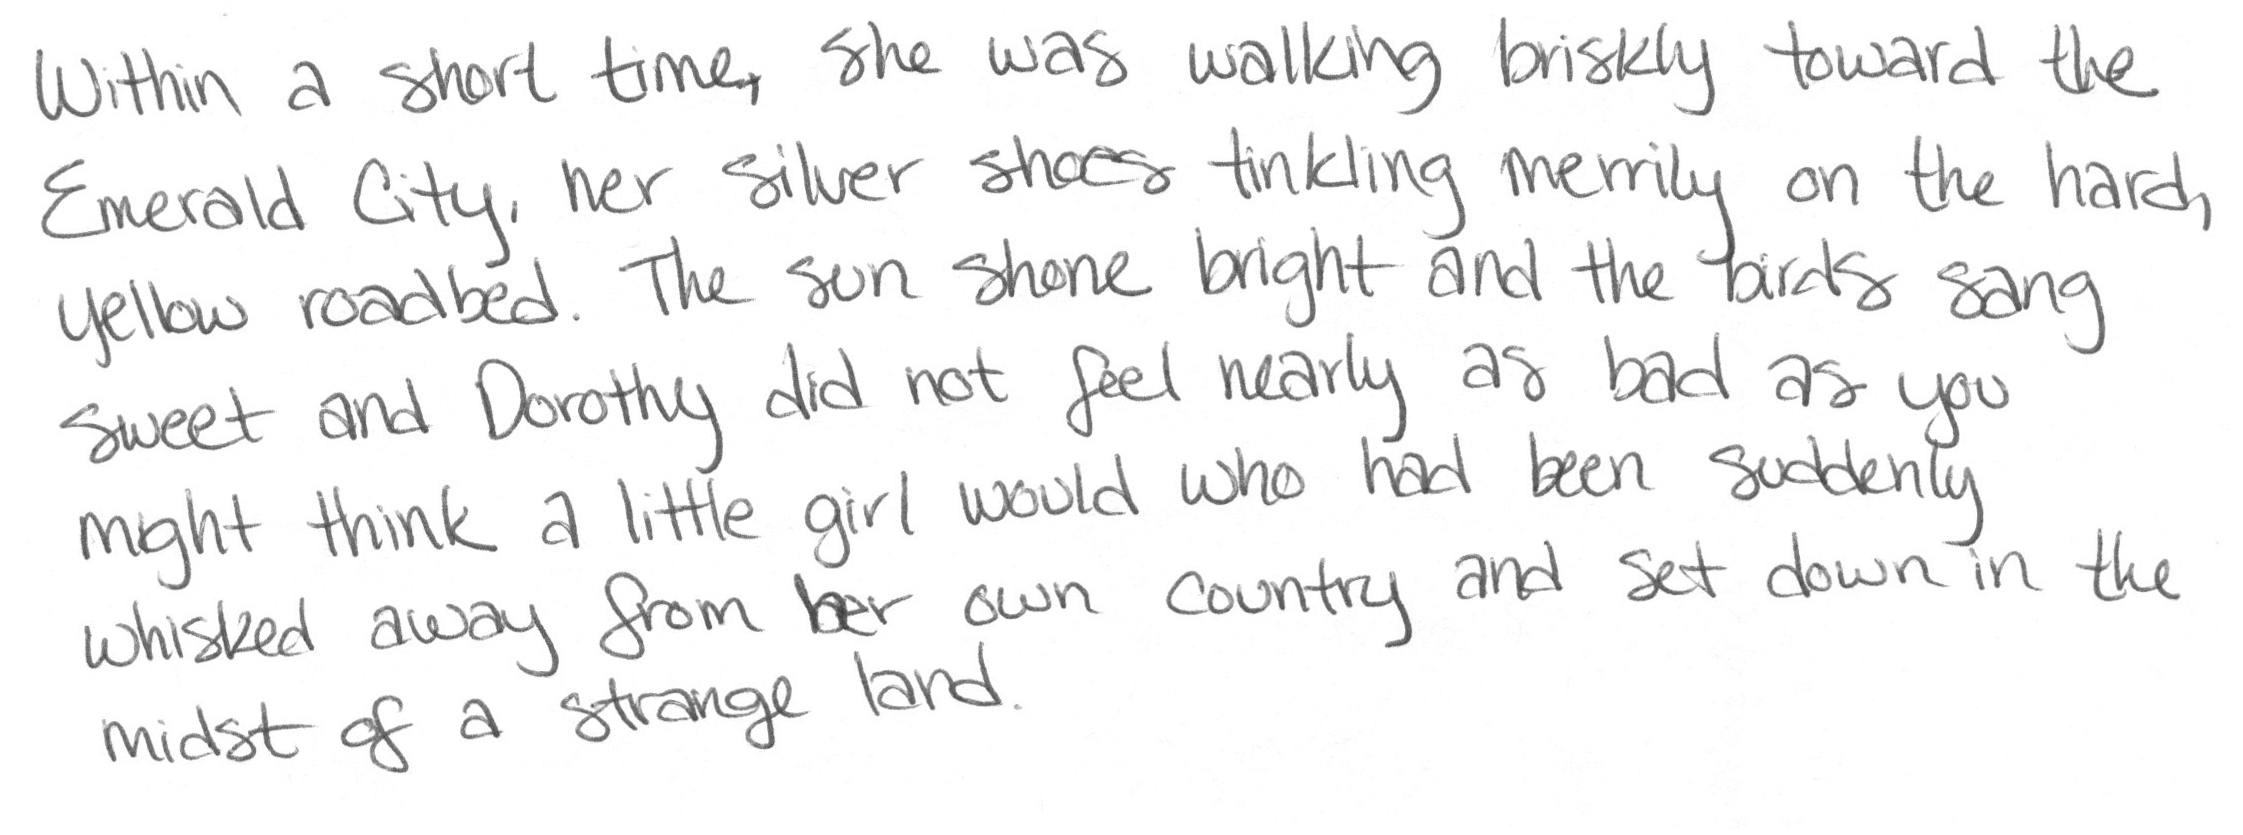 Within a short time, she was walking briskly toward the
Emerald City, her silver shoes tinkling merrily on the hard,
yellow roadbed. The sun shone bright and the birds sang
sweet and Dorothy did not feel nearly as bad as you
might think a little girl would who had been suddenly
whisked away from her own country and set down in the
midst of a strange land.